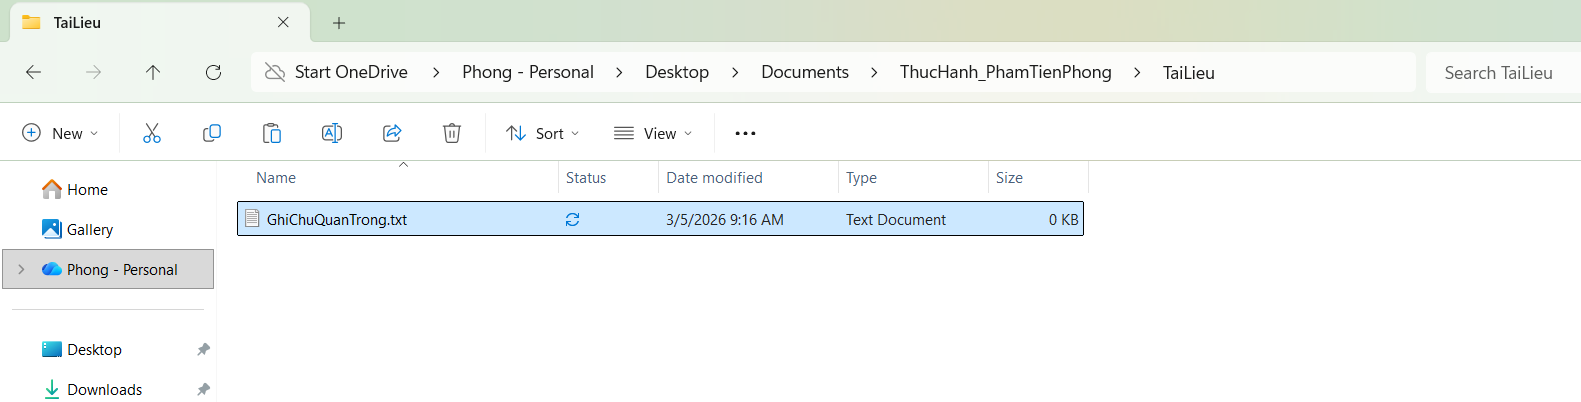 TaiLieu
Start OneDrive > Phong - Personal > Desktop > Documents > ThucHanh_PhamTienPhong > TaiLieu
Search TaiLieu
New
Sort
View
Name Status Date modified Type Size
GhiChuQuanTrong.txt 3/5/2026 9:16 AM Text Document 0 KB
Home
Gallery
Phong - Personal
Desktop
Downloads